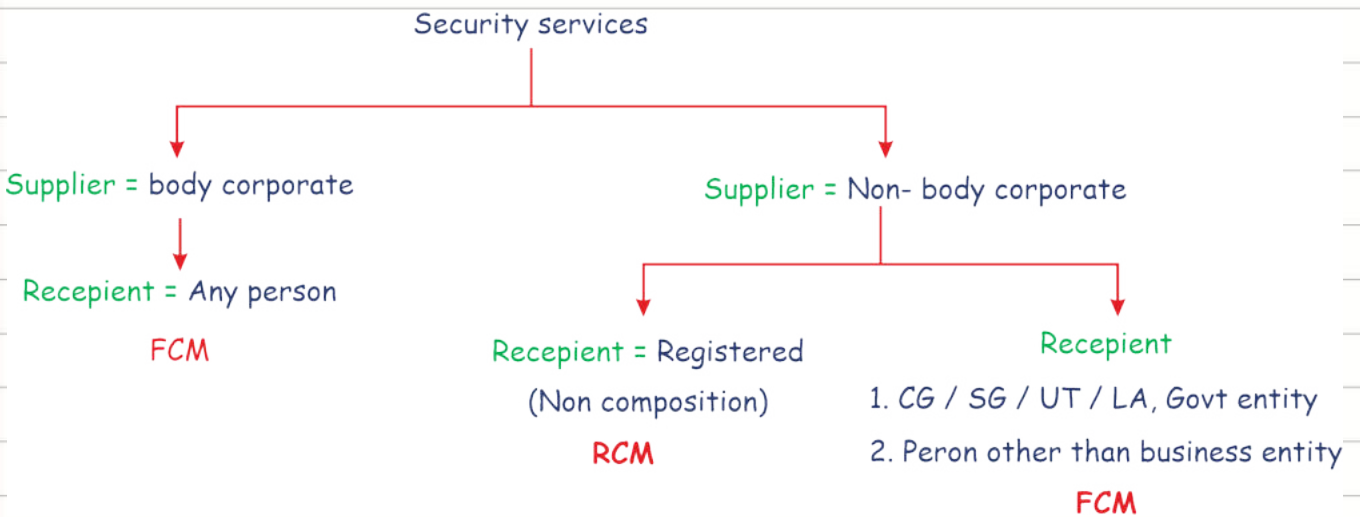 Security services
Supplier = body corporate
Recepient = Any person
FCM
Supplier = Non- body corporate
Recepient = Registered
(Non composition)
RCM
Recepient
1. CG / SG / UT / LA, Govt entity
2. Peron other than business entity
FCM